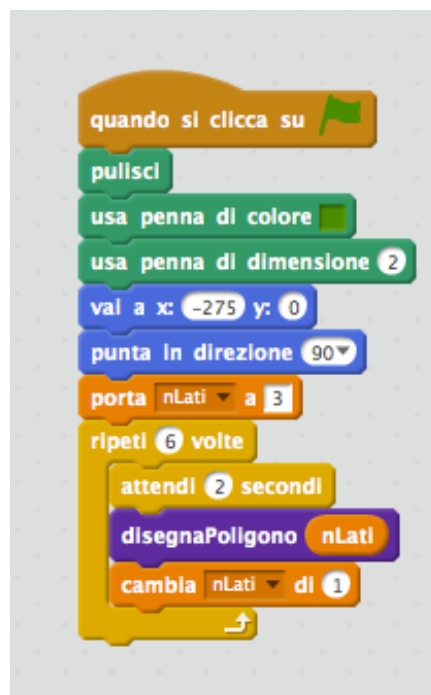 quando si clicca su
pulisci
usa penna di colore
usa penna di dimensione 2
vai a x: -275 y: 0
punta in direzione 90
porta nLati a 3
ripeti 6 volte
attendi 2 secondi
disegnaPoligono nLati
cambia nLati di 1